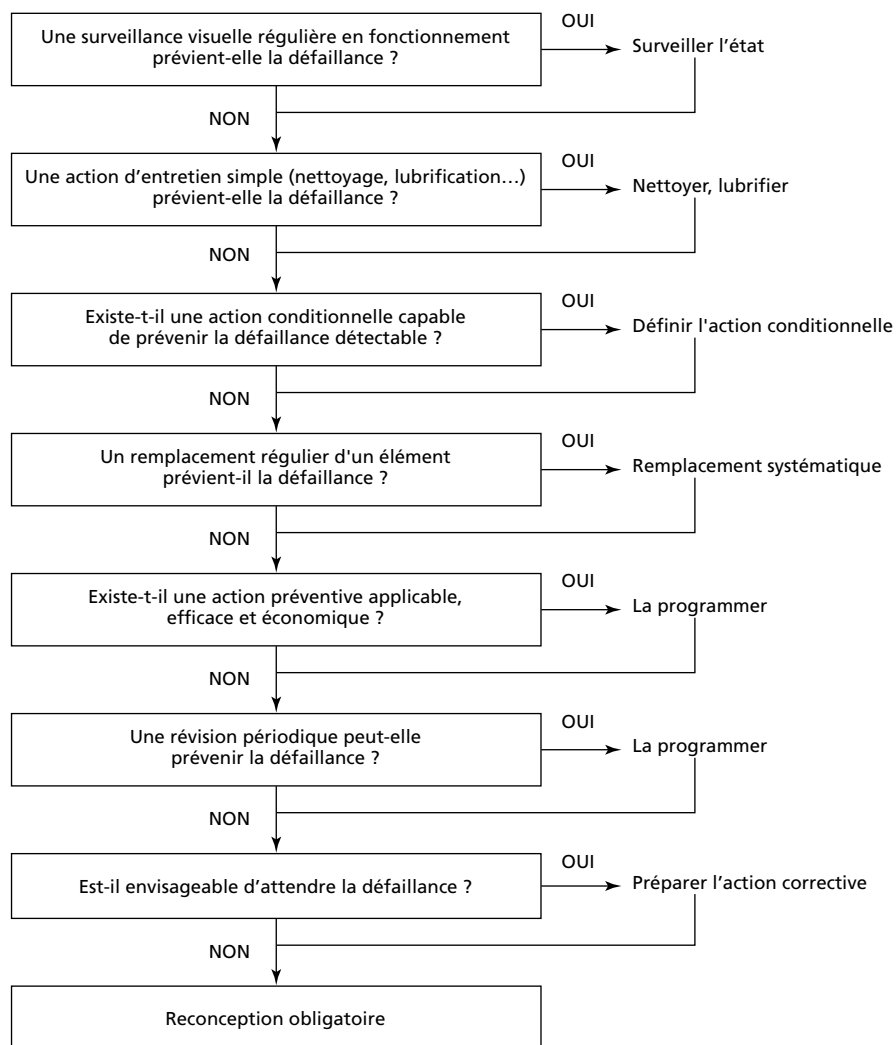 Une surveillance visuelle régulière en fonctionnement
prévient-elle la défaillance ?
OUI
Surveiller l’état
NON
Une action d’entretien simple (nettoyage, lubrification…)
prévient-elle la défaillance ?
OUI
Nettoyer, lubrifier
NON
Existe-t-il une action conditionnelle capable
de prévenir la défaillance détectable ?
OUI
Définir l'action conditionnelle
NON
Un remplacement régulier d'un élément
prévient-il la défaillance ?
OUI
Remplacement systématique
NON
Existe-t-il une action préventive applicable,
efficace et économique ?
OUI
La programmer
NON
Une révision périodique peut-elle
prévenir la défaillance ?
OUI
La programmer
NON
Est-il envisageable d’attendre la défaillance ?
OUI
Préparer l’action corrective
NON
Reconception obligatoire